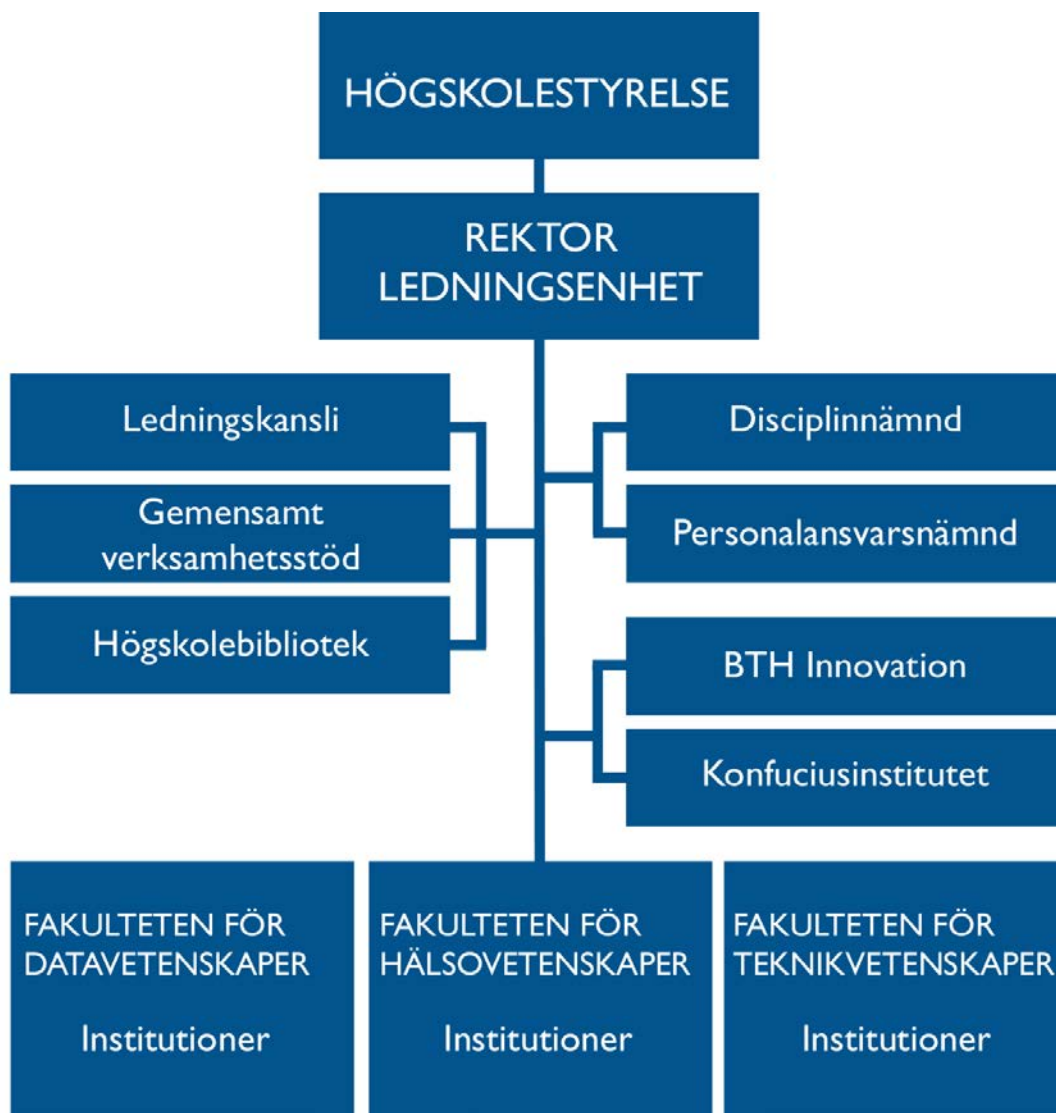 HÖGSKOLESTYRELSE
REKTOR
LEDNINGSENHET
Ledningskansli
Gemensamt
verksamhetsstöd
Högskolebibliotek
Disciplinnämnd
Personalansvarsnämnd
BTH Innovation
Konfuciusinstitutet
FAKULTETEN FÖR
DATAVETENSKAPER
Institutioner
FAKULTETEN FÖR
HÄLSOVETENSKAPER
Institutioner
FAKULTETEN FÖR
TEKNIKVETENSKAPER
Institutioner